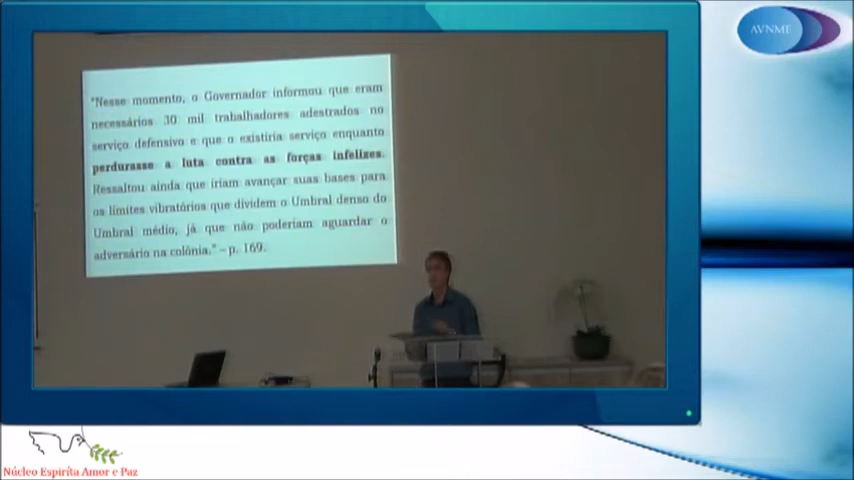 "Nesse momento, o Governador informou que eram
necessários 30 mil trabalhadores adestrados no
serviço defensivo e que o existiria serviço enquanto
perdurasse a luta contra as forças infelizes.
Ressaltou ainda que iriam avançar suas bases para
os limites vibratórios que dividem o Umbral denso do
Umbral médio, já que não poderiam aguardar o
adversário na colônia." – p. 169.
AVNME
Núcleo Espiríta Amor e Paz